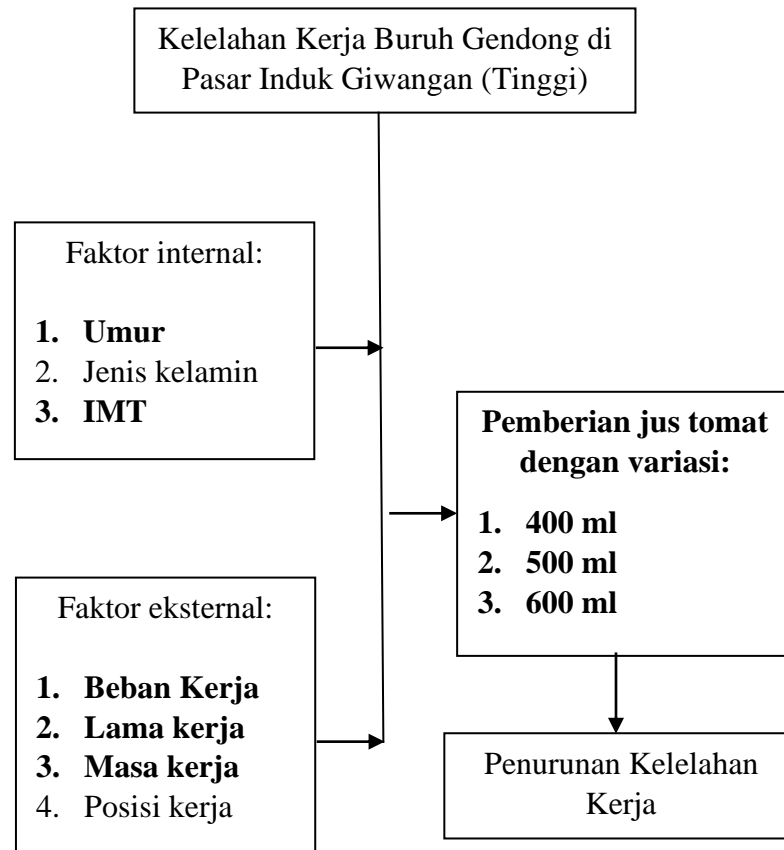 Kelelahan Kerja Buruh Gendong di
Pasar Induk Giwangan (Tinggi)
Faktor internal:
1. Umur
2. Jenis kelamin
3. IMT
Pemberian jus tomat
dengan variasi:
1. 400 ml
2. 500 ml
3. 600 ml
Faktor eksternal:
1. Beban Kerja
2. Lama kerja
3. Masa kerja
4. Posisi kerja
Penurunan Kelelahan
Kerja